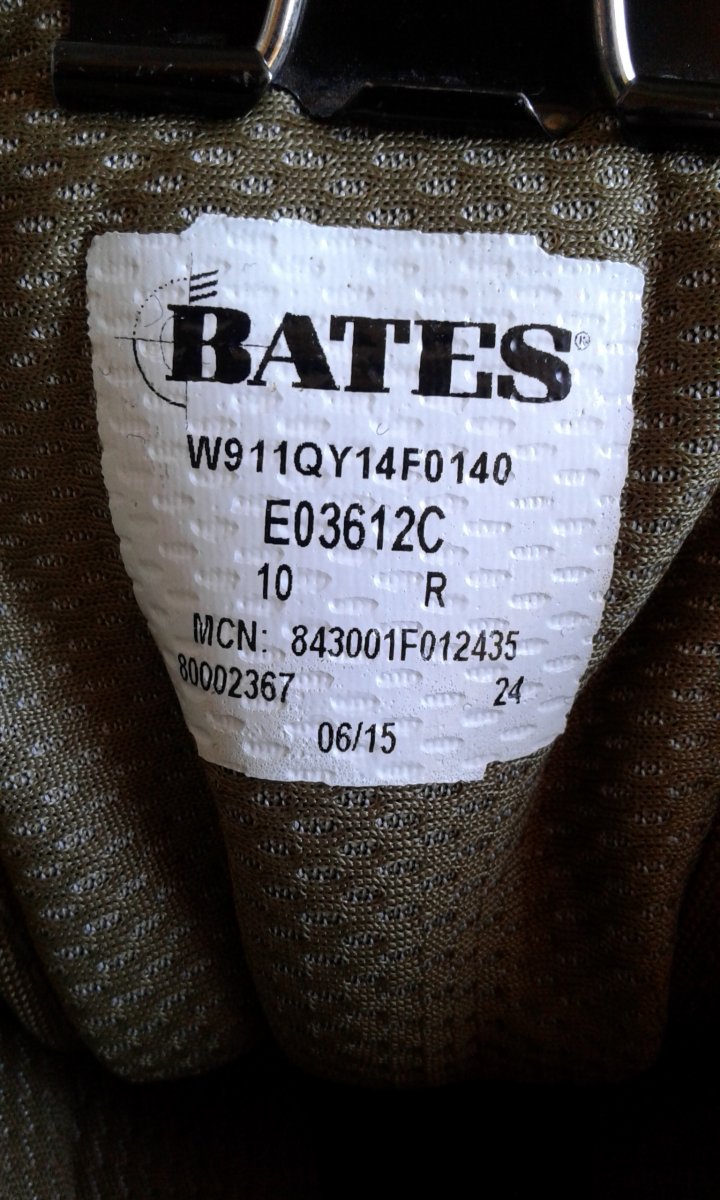 BATES®
W911QY14F0140
E03612C
10 R
MCN: 843001F012435
80002367 24
06/15